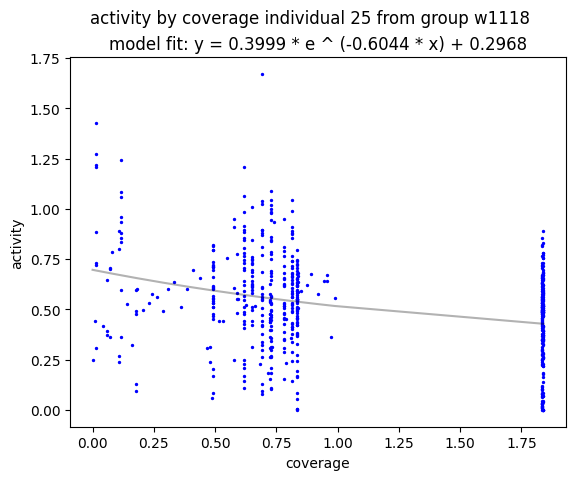 activity by coverage individual 25 from group w1118
model fit: y = 0.3999 * e ^ (-0.6044 * x) + 0.2968
1.75
1.50
1.25
1.00
0.75
0.50
0.25
0.00
activity
0.00 0.25 0.50 0.75 1.00 1.25 1.50 1.75
coverage